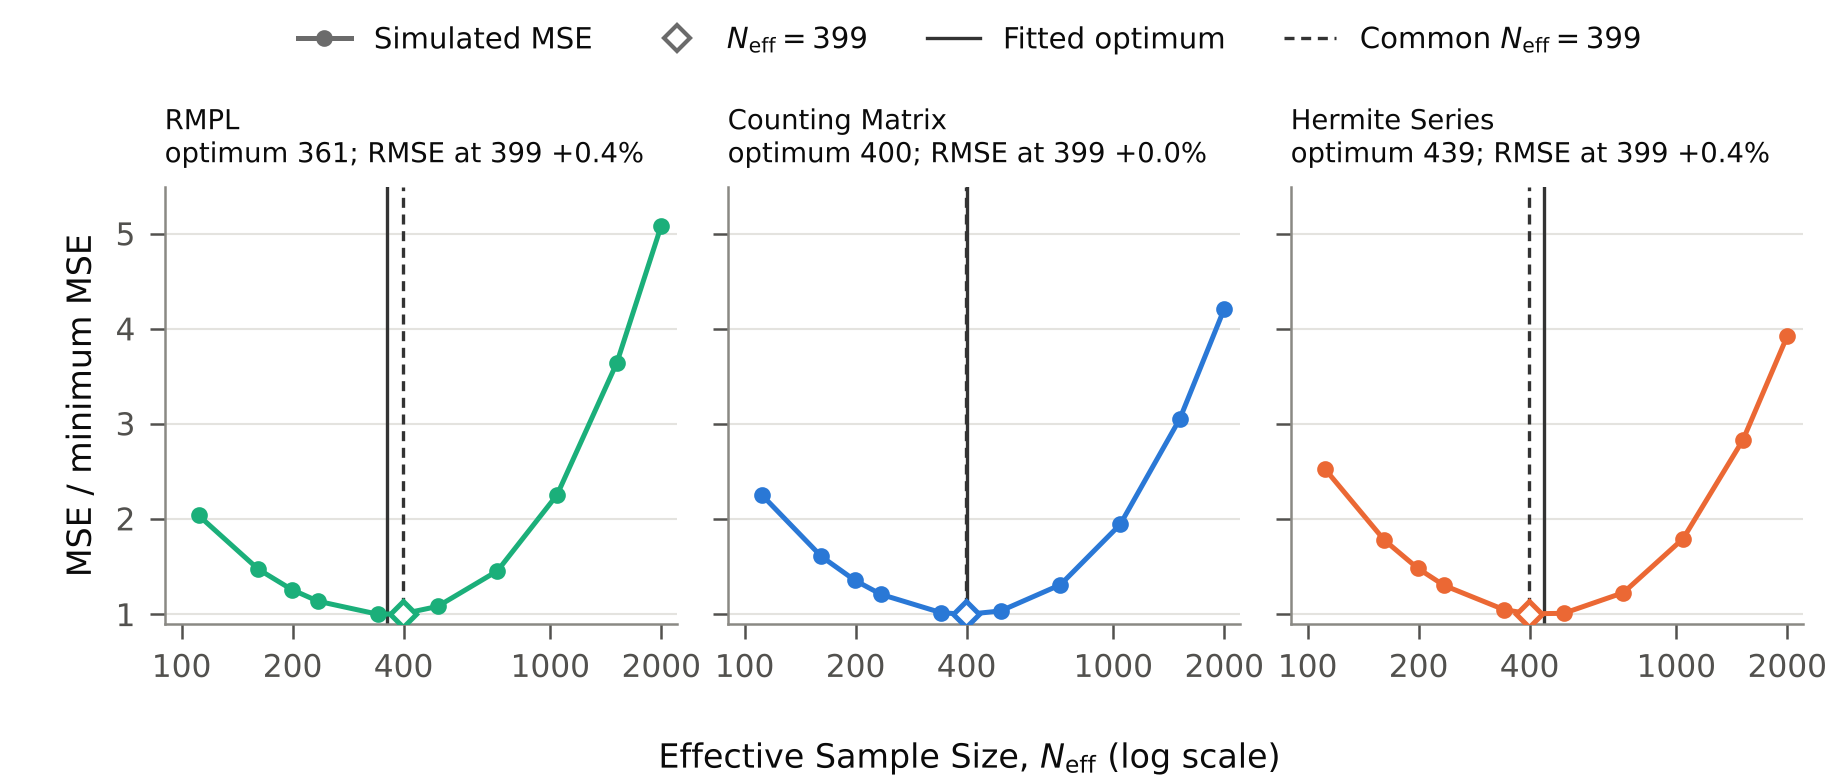 Simulated MSE
Neff = 399
Fitted optimum
Common Neff = 399
RMPL
optimum 361; RMSE at 399 +0.4%
Counting Matrix
optimum 400; RMSE at 399 +0.0%
Hermite Series
optimum 439; RMSE at 399 +0.4%
MSE / minimum MSE
5
4
3
2
1
100 200 400 1000 2000
100 200 400 1000 2000
100 200 400 1000 2000
Effective Sample Size, Neff (log scale)